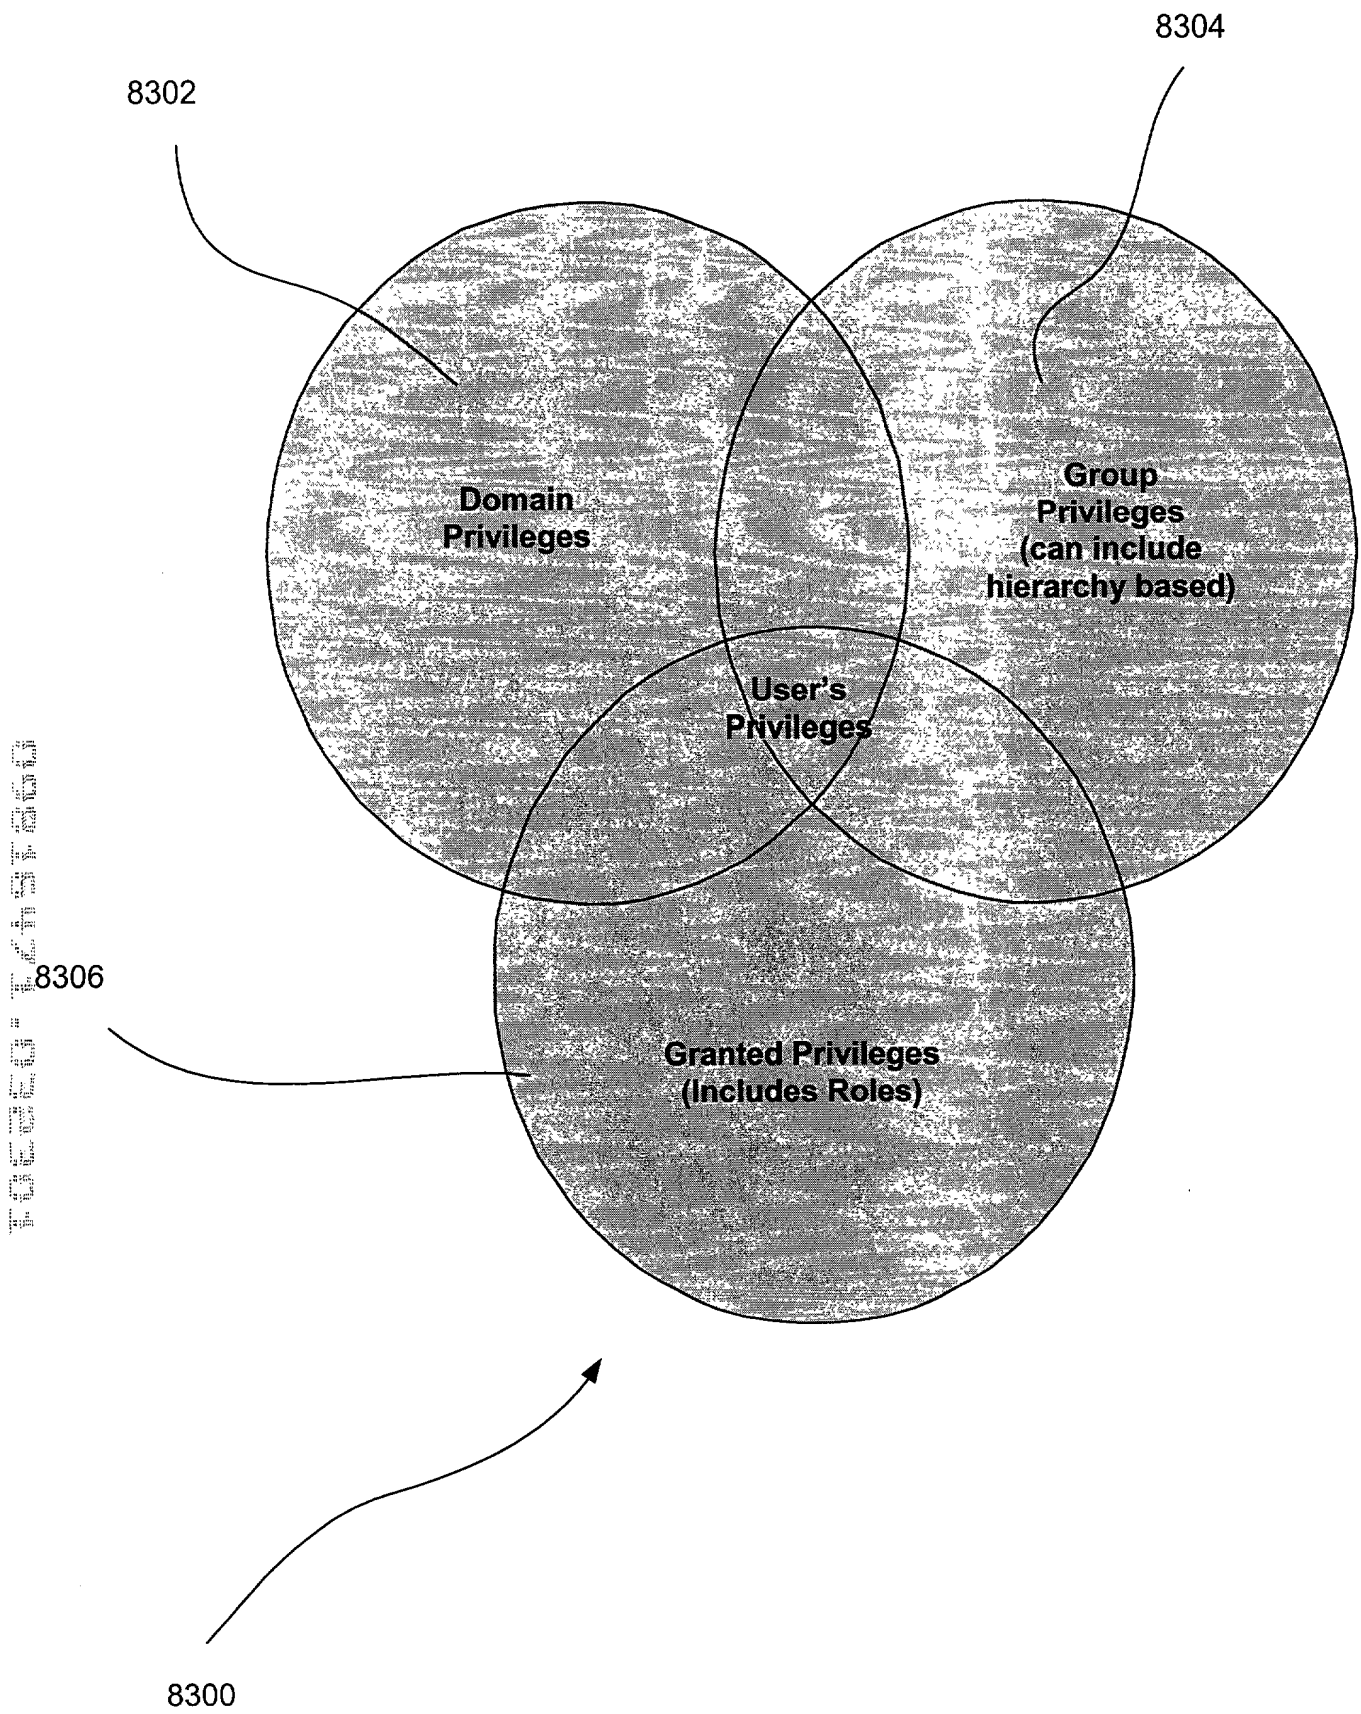 8304
8302
Domain
Privileges
Group
Privileges
(can include
hierarchy based)
User's
Privileges
8306
Granted Privileges
(Includes Roles)
8300